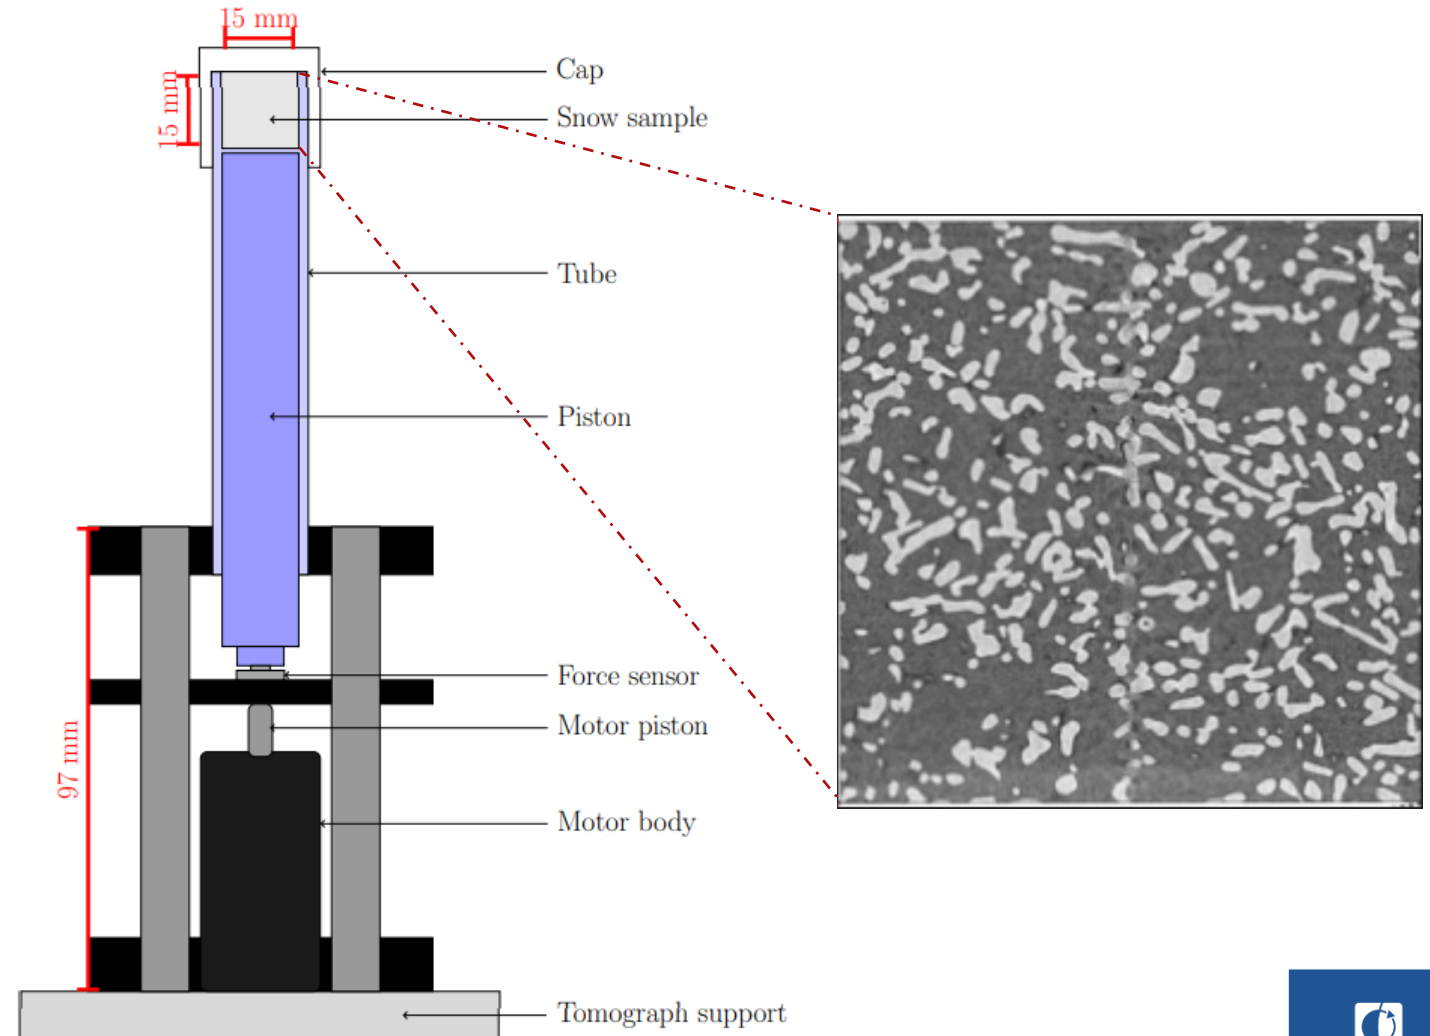 15 mm
Cap
15 mm
Snow sample
Tube
Piston
Force sensor
Motor piston
97 mm
Motor body
Tomograph support